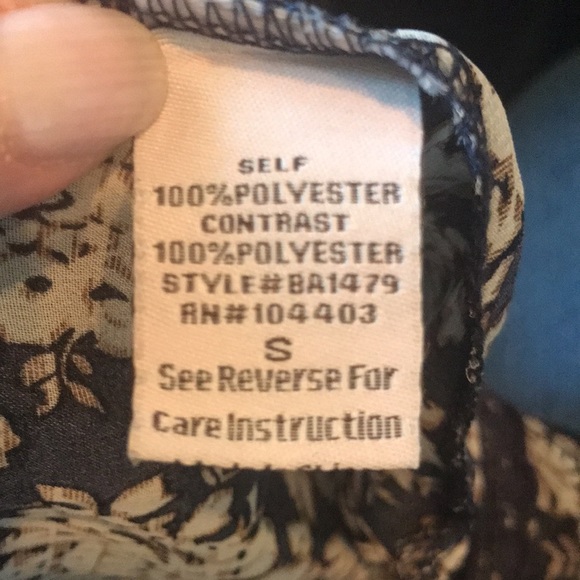 SELF
100%POLYESTER
CONTRAST
100%POLYESTER
STYLE#BA1479
RN#104403
S
See Reverse For
Care Instruction